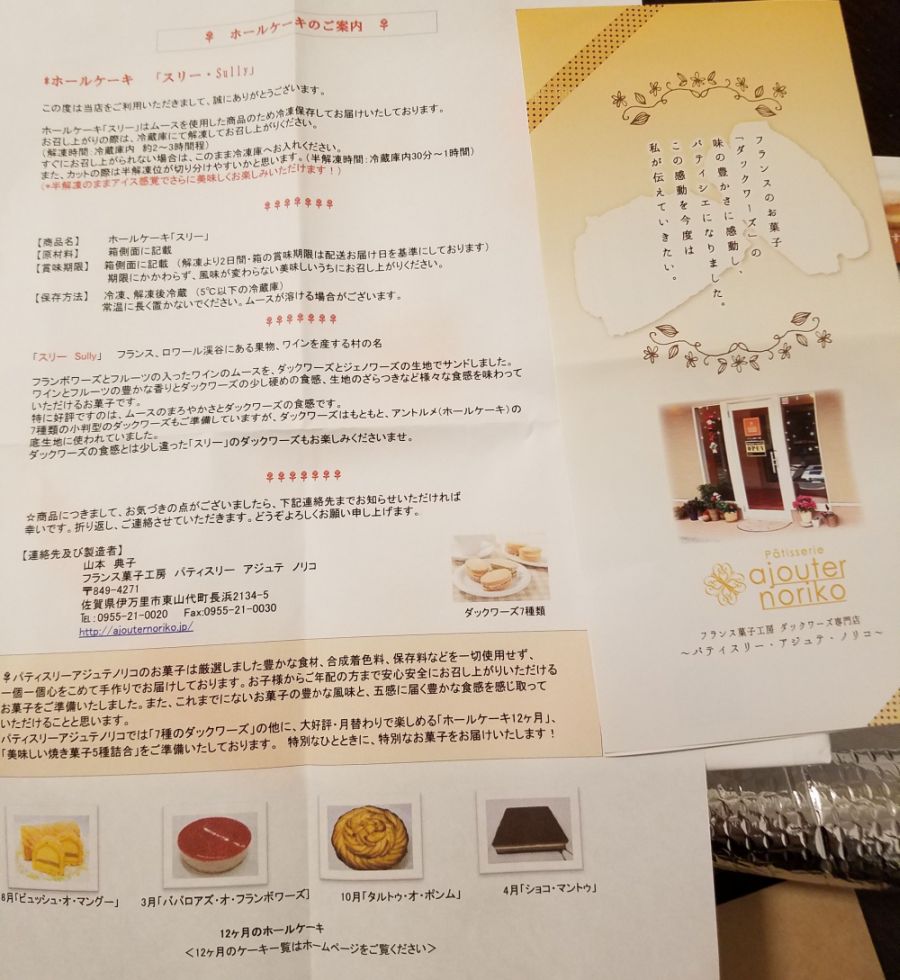 ホールケーキのご案内
*ホールケーキ 「スリー・Sully」
この度は当店をご利用いただきまして、誠にありがとうございます。
ホールケーキ「スリー」はムースを使用した商品のため冷凍保存してお届けいたしております。
お召し上がりの際は、冷蔵庫にて解凍してお召し上がりください。
(解凍時間:冷蔵庫内 約2～3時間程)
すぐにお召し上がられない場合は、このまま冷凍庫へお入れください。
また、カットの際は半解凍位が切り分けやすいかと思います。(半解凍時間:冷蔵庫内30分～1時間)
(*半解凍のままアイス感覚でさらに美味しくお楽しみいただけます!)
【商品名】 ホールケーキ「スリー」
【原材料】 箱側面に記載
【賞味期限】 箱側面に記載 (解凍より2日間・箱の賞味期限は配送お届け日を基準にしております)
期限にかかわらず、風味が変わらない美味しいうちにお召し上がりください。
【保存方法】 冷凍、解凍後冷蔵 (5℃以下の冷蔵庫)
常温に長く置かないでください。ムースが溶ける場合がございます。
「スリー Sully」 フランス、ロワール渓谷にある果物、ワインを産する村の名
フランボワーズとフルーツの入ったワインのムースを、ダックワーズとジェノワーズの生地でサンドしました。
ワインとフルーツの豊かな香りとダックワーズの少し硬めの食感、生地のざらつきなど様々な食感を味わって
いただけるお菓子です。
特に好評ですのは、ムースのまろやかさとダックワーズの食感です。
7種類の小判型のダックワーズもご準備していますが、ダックワーズはもともと、アントルメ(ホールケーキ)の
底生地に使われていました。
ダックワーズの食感とは少し違った「スリー」のダックワーズもお楽しみくださいませ。
☆商品につきまして、お気づきの点がございましたら、下記連絡先までお知らせいただければ
幸いです。折り返し、ご連絡させていただきます。どうぞよろしくお願い申し上げます。
【連絡先及び製造者】
山本 典子
フランス菓子工房 パティスリー アジュテ ノリコ
〒849-4271
佐賀県伊万里市東山代町長浜2134-5
℡:0955-21-0020 Fax:0955-21-0030
http://ajouternoriko.jp/
ダックワーズ7種類
パティスリーアジュテノリコのお菓子は厳選しました豊かな食材、合成着色料、保存料などを一切使用せず、
一個一個心をこめて手作りでお届けしております。お子様からご年配の方まで安心安全にお召し上がりいただける
お菓子をご準備いたしました。また、これまでにないお菓子の豊かな風味と、五感に届く豊かな食感を感じ取って
いただけることと思います。
パティスリーアジュテノリコでは「7種のダックワーズ」の他に、大好評・月替わりで楽しめる「ホールケーキ12ヶ月」、
「美味しい焼き菓子5種詰合」をご準備いたしております。 特別なひとときに、特別なお菓子をお届けいたします!
8月「ビュッシュ・オ・マングー」
3月「ババロアズ・オ・フランボワーズ」
10月「タルトゥ・オ・ポンム」
4月「ショコ・マントゥ」
12ヶ月のホールケーキ
＜12ヶ月のケーキ一覧はホームページをご覧ください＞
フランスのお菓子
「ダックワーズ」の
味の豊かさに感動し、
パティシエになりました。
この感動を今度は
私が伝えていきたい。
OPEN
Pâtisserie
ajouter
noriko
フランス菓子工房 ダックワーズ専門店
～パティスリー・アジュテ・ノリコ～